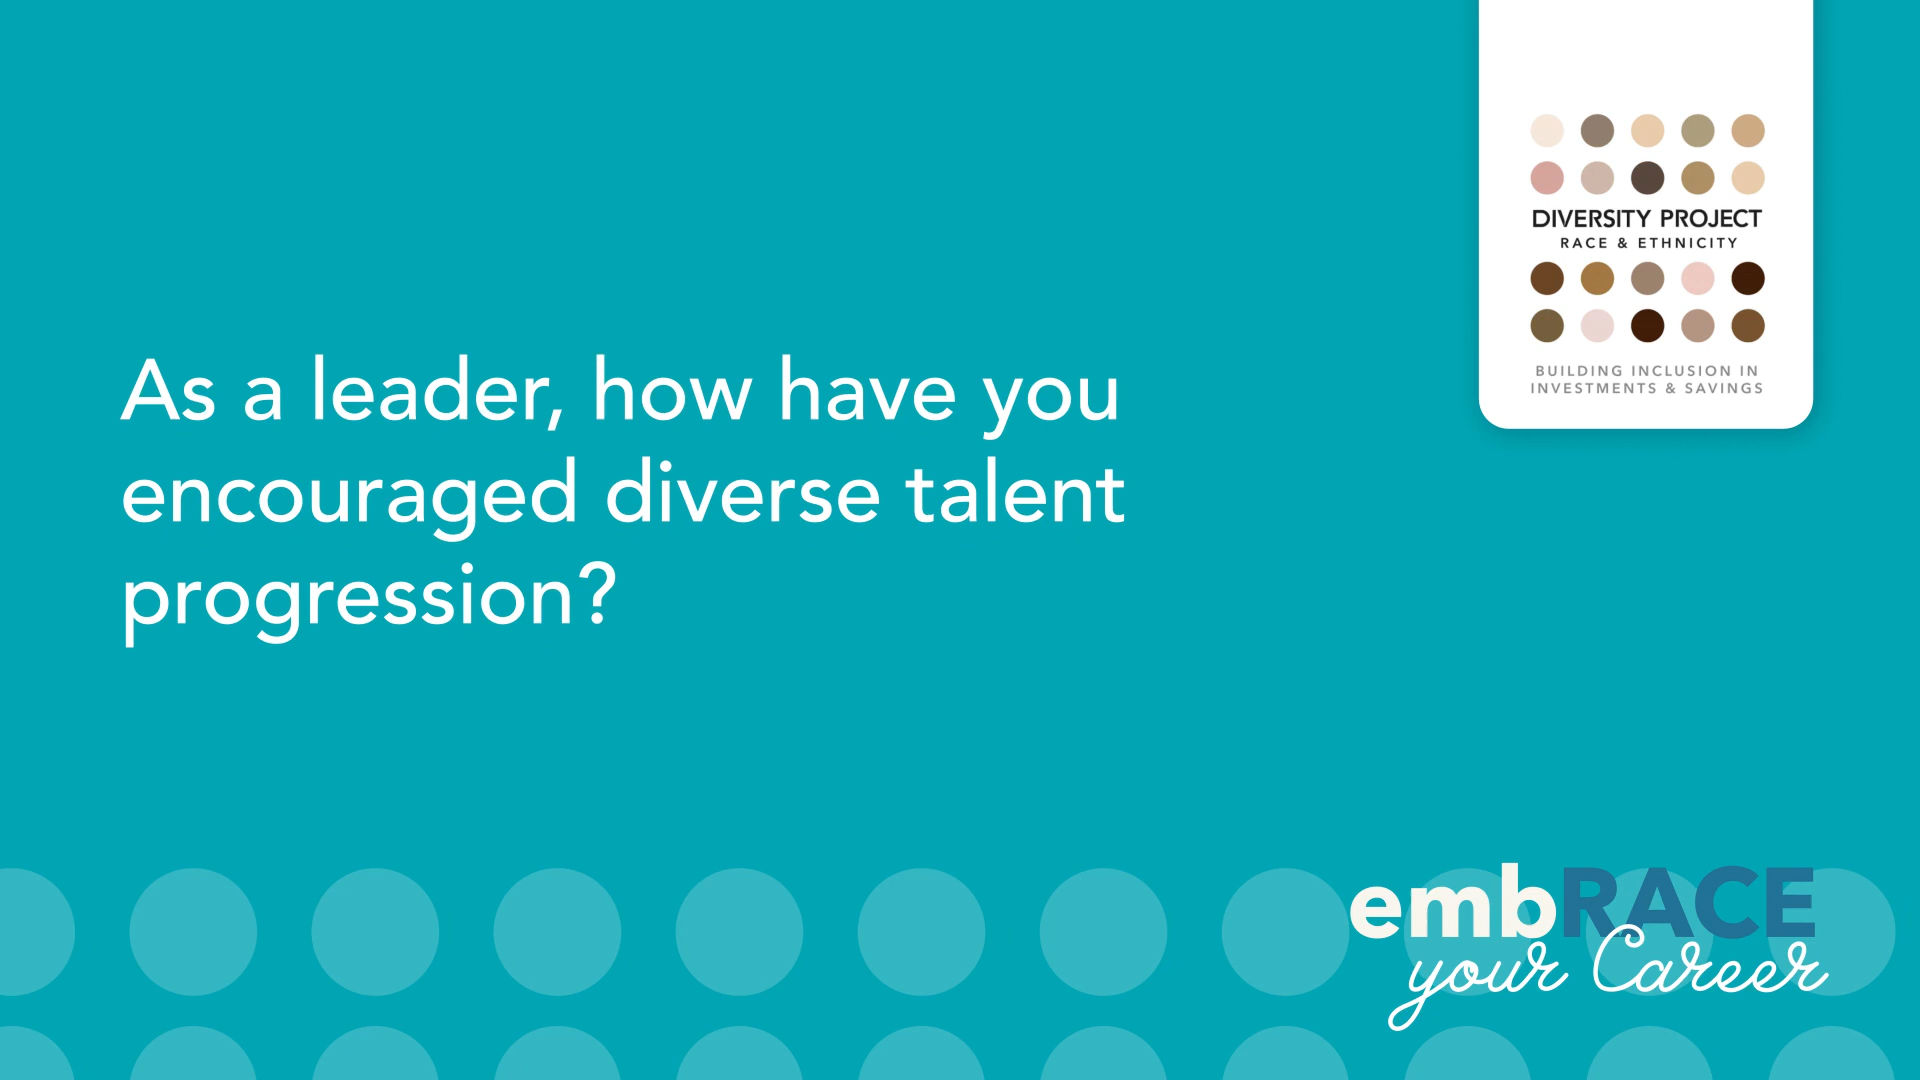 DIVERSITY PROJECT
RACE & ETHNICITY
BUILDING INCLUSION IN
INVESTMENTS & SAVINGS
As a leader, how have you
encouraged diverse talent
progression?
embRACE
your Career